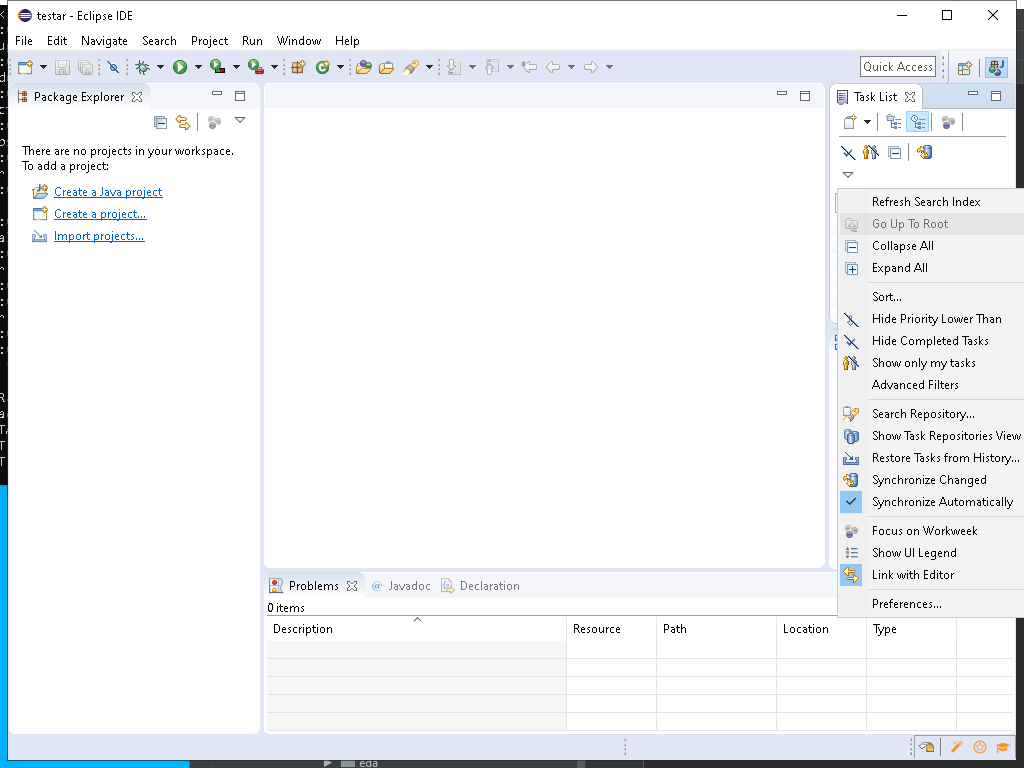 testar - Eclipse IDE
File Edit Navigate Search Project Run Window Help
Quick Access
Package Explorer
There are no projects in your workspace.
To add a project:
Create a Java project
Create a project...
Import projects...
Task List
Refresh Search Index
Go Up To Root
Collapse All
Expand All
Sort...
Hide Priority Lower Than
Hide Completed Tasks
Show only my tasks
Advanced Filters
Search Repository...
Show Task Repositories View
Restore Tasks from History...
Synchronize Changed
Synchronize Automatically
Focus on Workweek
Show UI Legend
Link with Editor
Preferences...
Problems @ Javadoc Declaration
0 items
Description Resource Path Location Type
eda